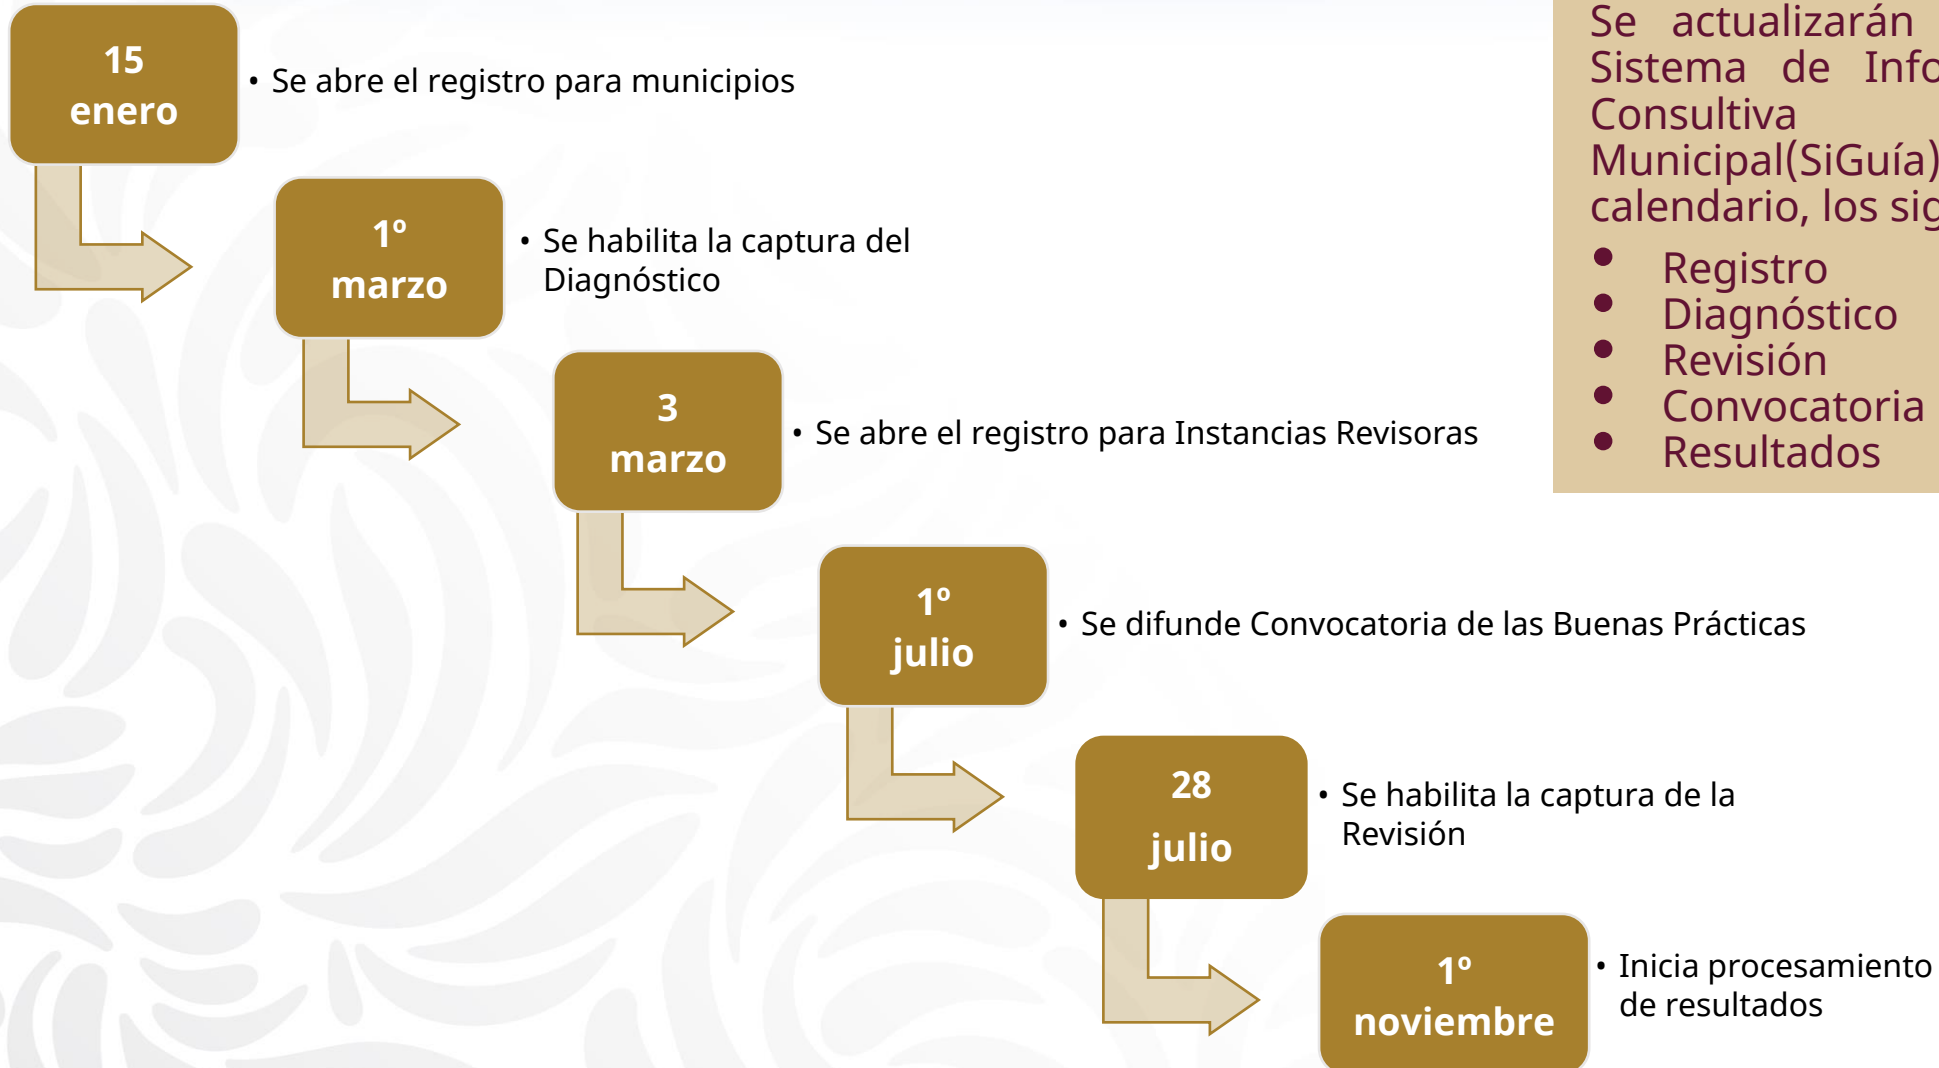 15
enero
• Se abre el registro para municipios
1º
marzo
• Se habilita la captura del
Diagnóstico
3
marzo
• Se abre el registro para Instancias Revisoras
1º
julio
• Se difunde Convocatoria de las Buenas Prácticas
28
julio
• Se habilita la captura de la
Revisión
1º
noviembre
• Inicia procesamiento
de resultados
Se actualizarán
Sistema de
Consultiva
Municipal(SiGuía)
calendario, los
• Registro
• Diagnóstico
• Revisión
• Convocatoria
• Resultados